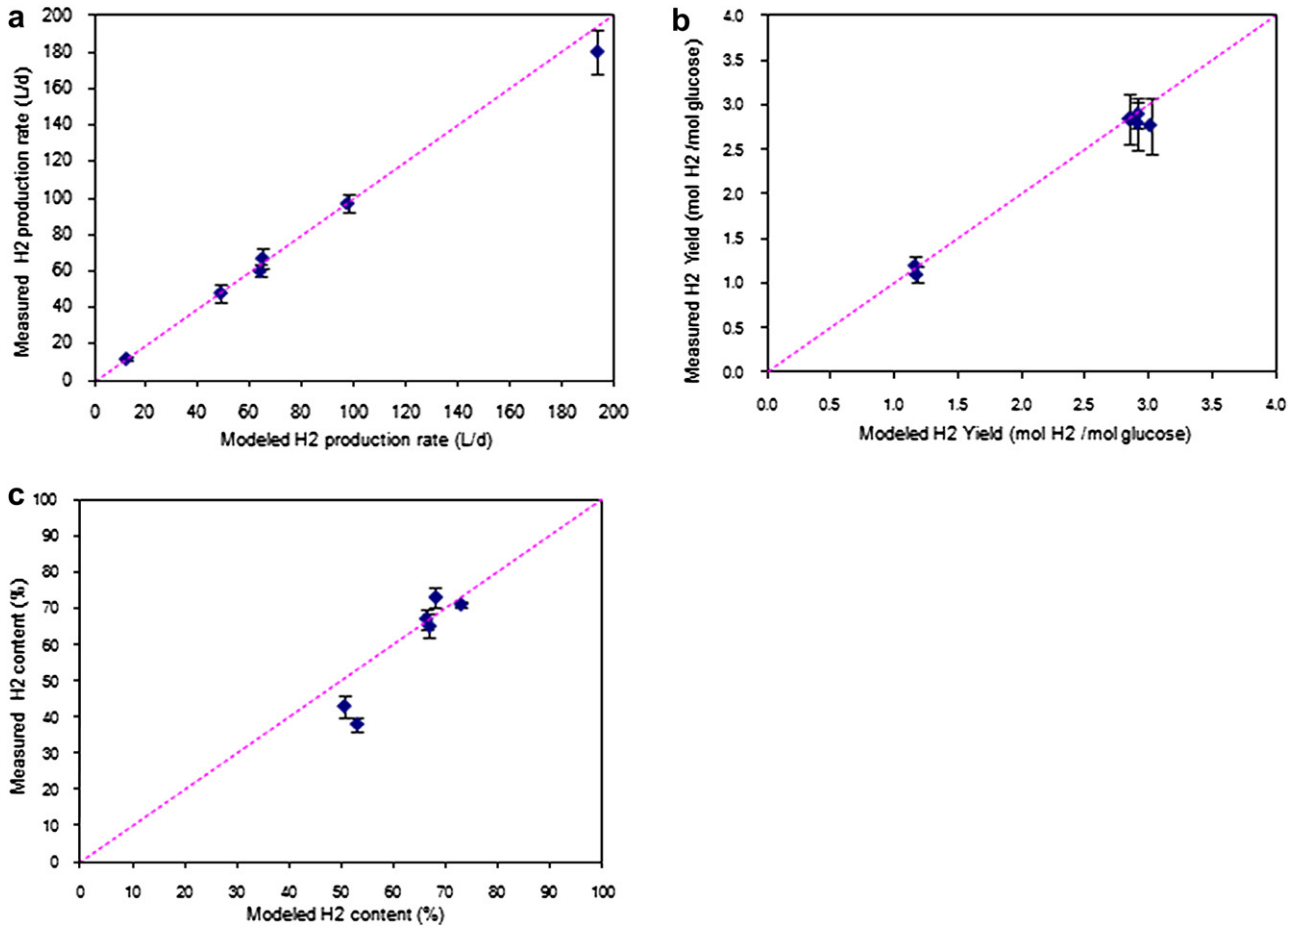 a
200
180
160
140
120
100
80
60
40
20
0
Measured H2 production rate (L/d)
0 20 40 60 80 100 120 140 160 180 200
Modeled H2 production rate (L/d)
b
4.0
3.5
3.0
2.5
2.0
1.5
1.0
0.5
0.0
Measured H2 Yield (mol H2 /mol glucose)
0.0 0.5 1.0 1.5 2.0 2.5 3.0 3.5 4.0
Modeled H2 Yield (mol H2 /mol glucose)
c
100
90
80
70
60
50
40
30
20
10
0
Measured H2 content (%)
0 10 20 30 40 50 60 70 80 90 100
Modeled H2 content (%)